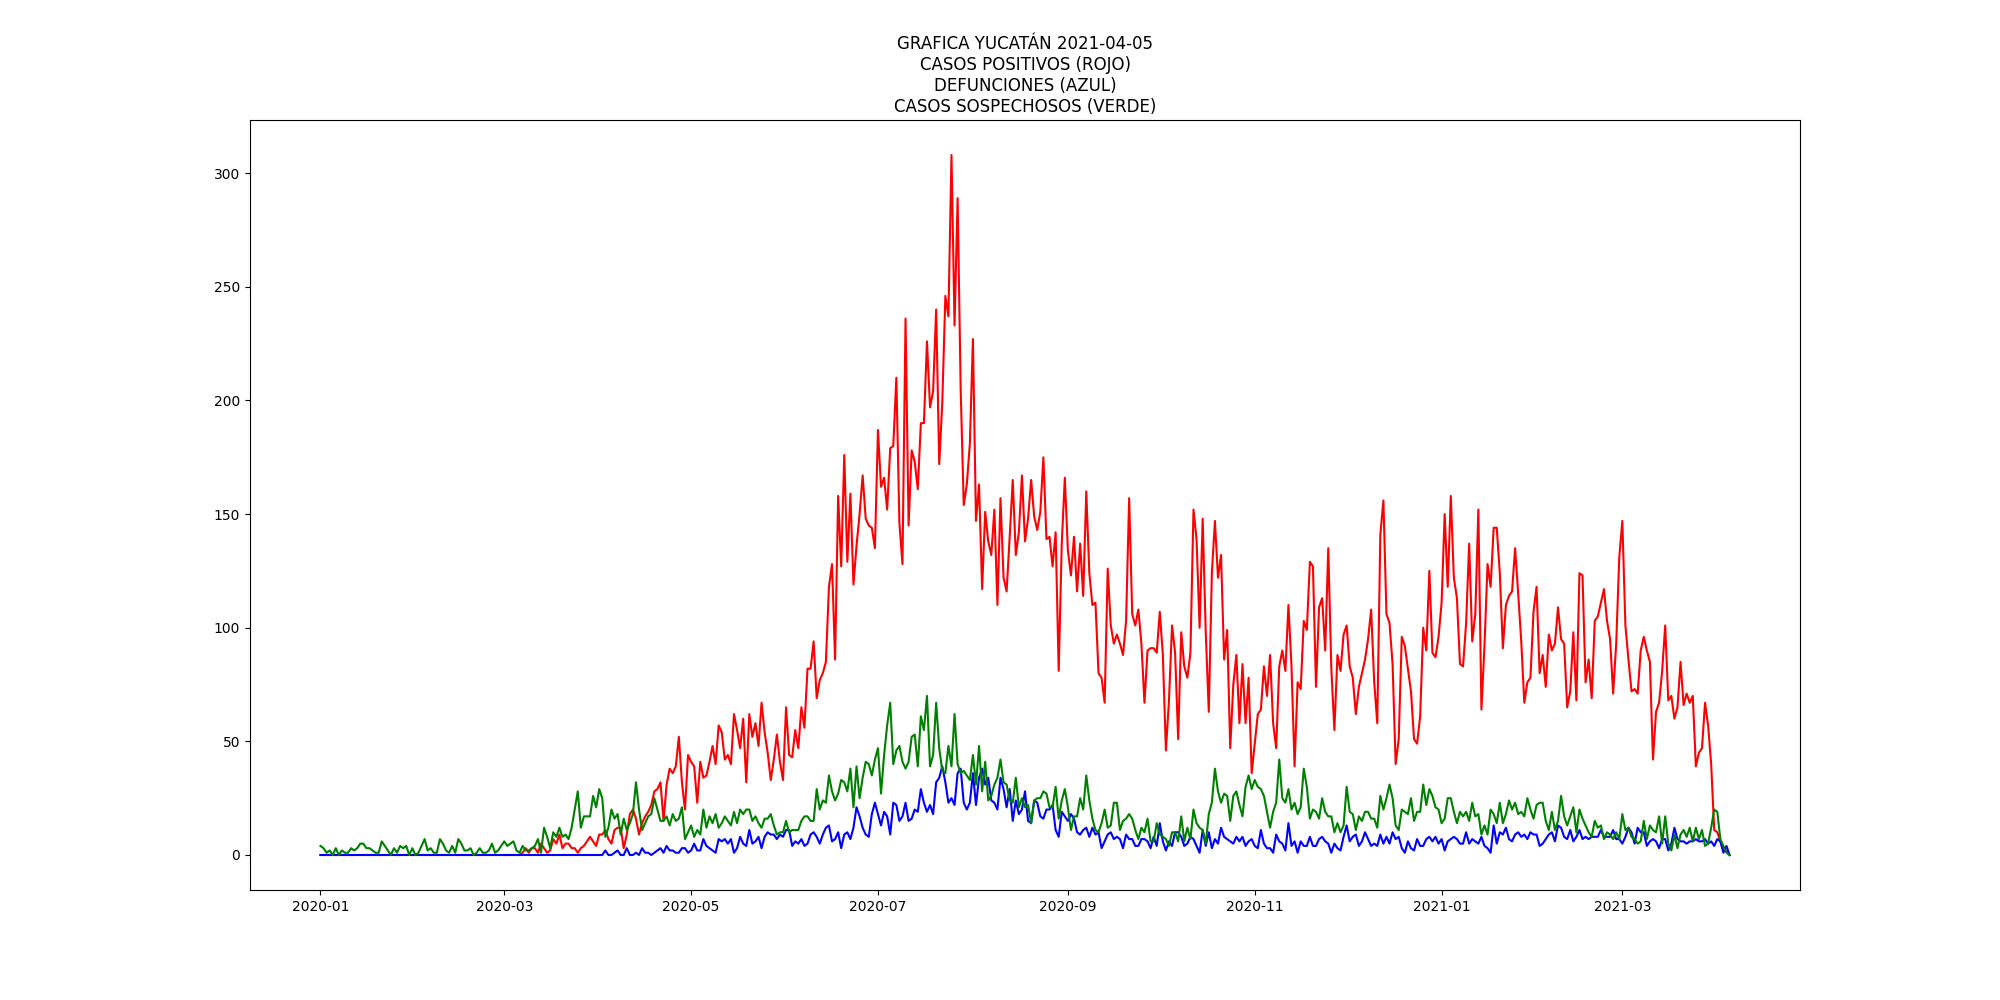 GRAFICA YUCATÁN 2021-04-05
CASOS POSITIVOS (ROJO)
DEFUNCIONES (AZUL)
CASOS SOSPECHOSOS (VERDE)
300
250
200
150
100
50
0
2020-01 2020-03 2020-05 2020-07 2020-09 2020-11 2021-01 2021-03